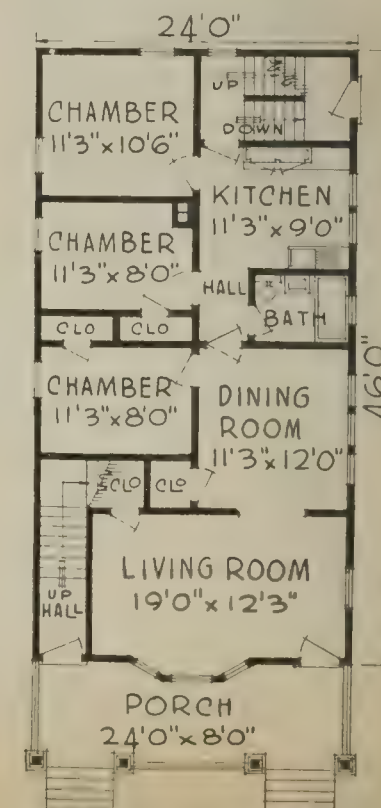 24'0"
UP
DOWN
CHAMBER
11'3"x10'6"
KITCHEN
11'3"x9'0"
CHAMBER
11'3"x8'0"
HALL
BATH
CLO
CLO
46'0"
CHAMBER
11'3"x8'0"
DINING
ROOM
11'3"x12'0"
CLO
CLO
LIVING ROOM
19'0"x12'3"
UP
HALL
PORCH
24'0"x8'0"